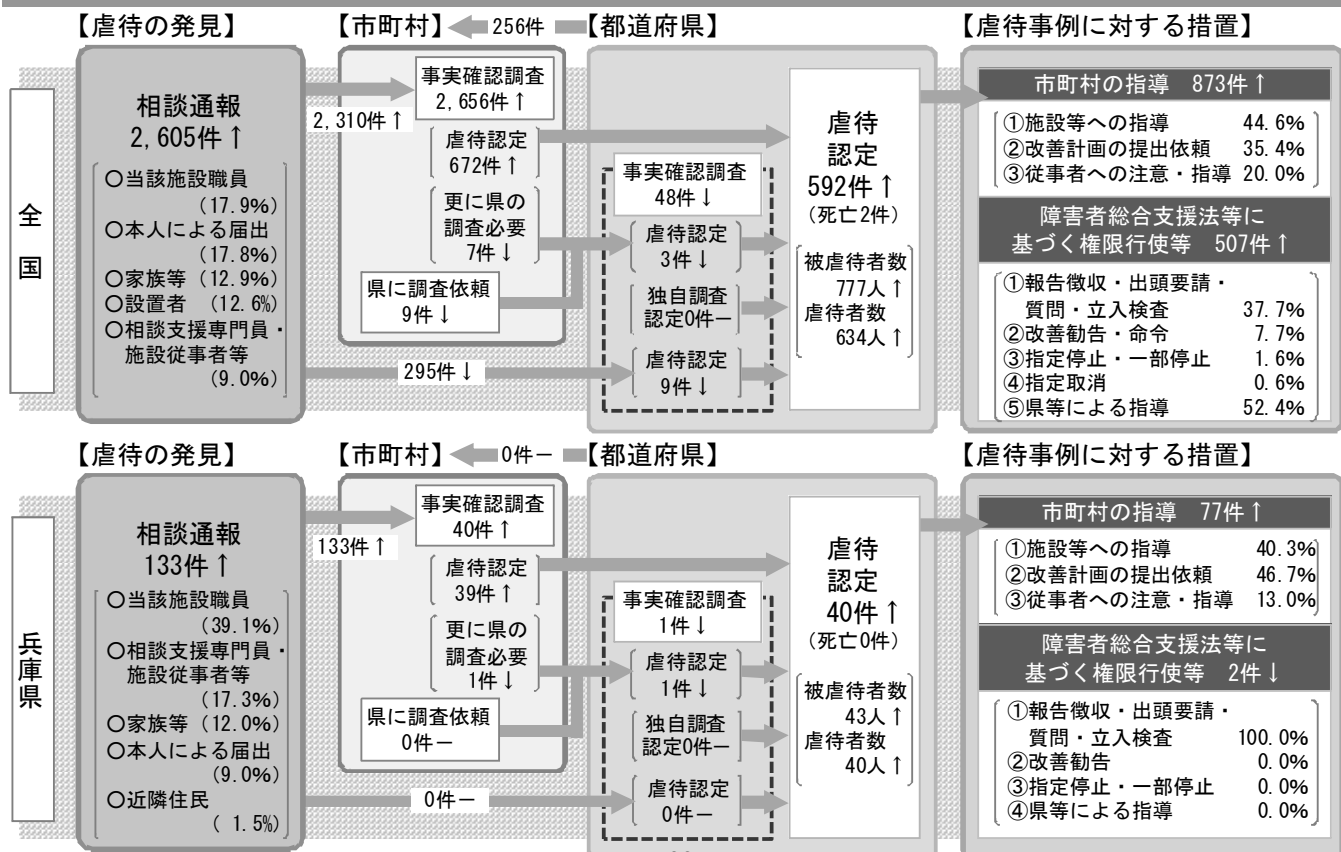 【虐待の発見】
【市町村】
256件
【都道府県】
【虐待事例に対する措置】
全国
相談通報
2,605件↑
○当該施設職員
(17.9%)
○本人による届出
(17.8%)
○家族等 (12.9%)
○設置者 (12.6%)
○相談支援専門員・
施設従事者等
(9.0%)
2,310件↑
295件↓
事実確認調査
2,656件↑
虐待認定
672件↑
更に県の
調査必要
7件↓
県に調査依頼
9件↓
事実確認調査
48件↓
虐待認定
3件↓
独自調査
認定0件－
虐待認定
9件↓
虐待
認定
592件↑
(死亡2件)
被虐待者数
777人↑
虐待者数
634人↑
市町村の指導 873件↑
①施設等への指導 44.6%
②改善計画の提出依頼 35.4%
③従事者への注意・指導 20.0%
障害者総合支援法等に
基づく権限行使等 507件↑
①報告徴収・出頭要請・
質問・立入検査 37.7%
②改善勧告・命令 7.7%
③指定停止・一部停止 1.6%
④指定取消 0.6%
⑤県等による指導 52.4%
【虐待の発見】
【市町村】
0件－
【都道府県】
【虐待事例に対する措置】
兵庫県
相談通報
133件↑
○当該施設職員
(39.1%)
○相談支援専門員・
施設従事者等
(17.3%)
○家族等 (12.0%)
○本人による届出
(9.0%)
○近隣住民
( 1.5%)
133件↑
0件－
事実確認調査
40件↑
虐待認定
39件↑
更に県の
調査必要
1件↓
県に調査依頼
0件－
事実確認調査
1件↓
虐待認定
1件↓
独自調査
認定0件－
虐待認定
0件－
虐待
認定
40件↑
(死亡0件)
被虐待者数
43人↑
虐待者数
40人↑
市町村の指導 77件↑
①施設等への指導 40.3%
②改善計画の提出依頼 46.7%
③従事者への注意・指導 13.0%
障害者総合支援法等に
基づく権限行使等 2件↓
①報告徴収・出頭要請・
質問・立入検査 100.0%
②改善勧告 0.0%
③指定停止・一部停止 0.0%
④県等による指導 0.0%